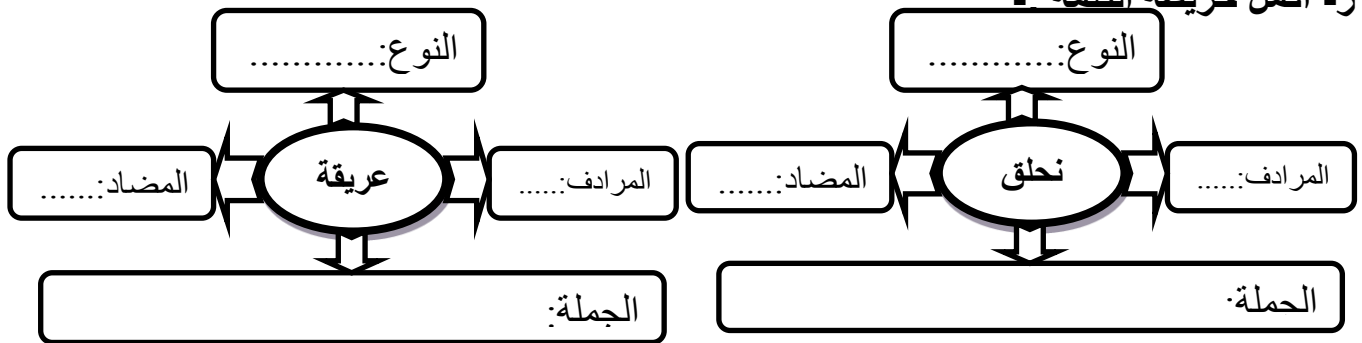 النوع:.............
المرادف:......
نحلق
المضاد:.......
الجملة:
النوع:.............
المرادف:......
عريقة
المضاد:.......
الجملة: